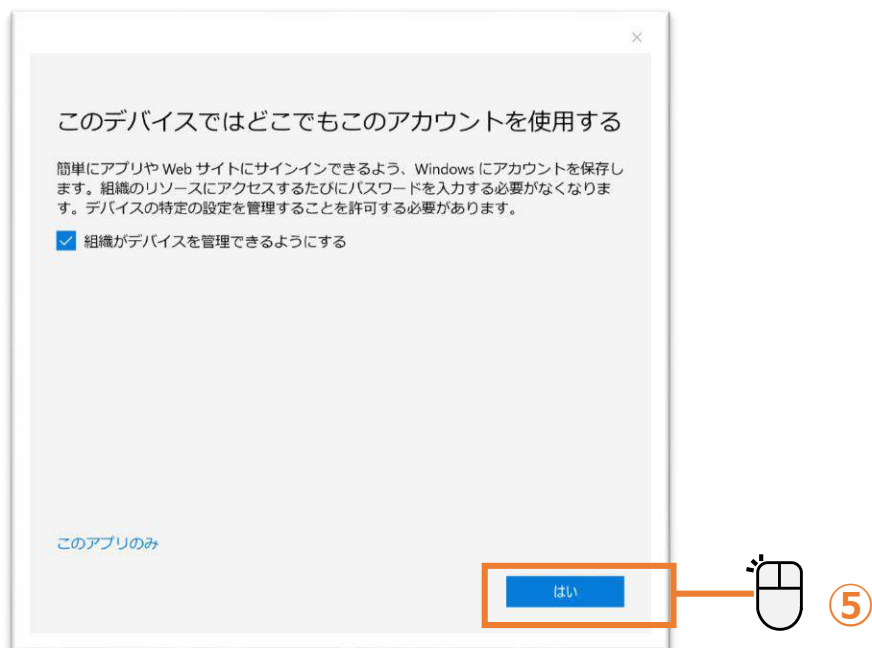 ×
このデバイスではどこでもこのアカウントを使用する
簡単にアプリや Web サイトにサインインできるよう、Windows にアカウントを保存し
ます。組織のリソースにアクセスするたびにパスワードを入力する必要がなくなりま
す。デバイスの特定の設定を管理することを許可する必要があります。
組織がデバイスを管理できるようにする
このアプリのみ
はい
⑤